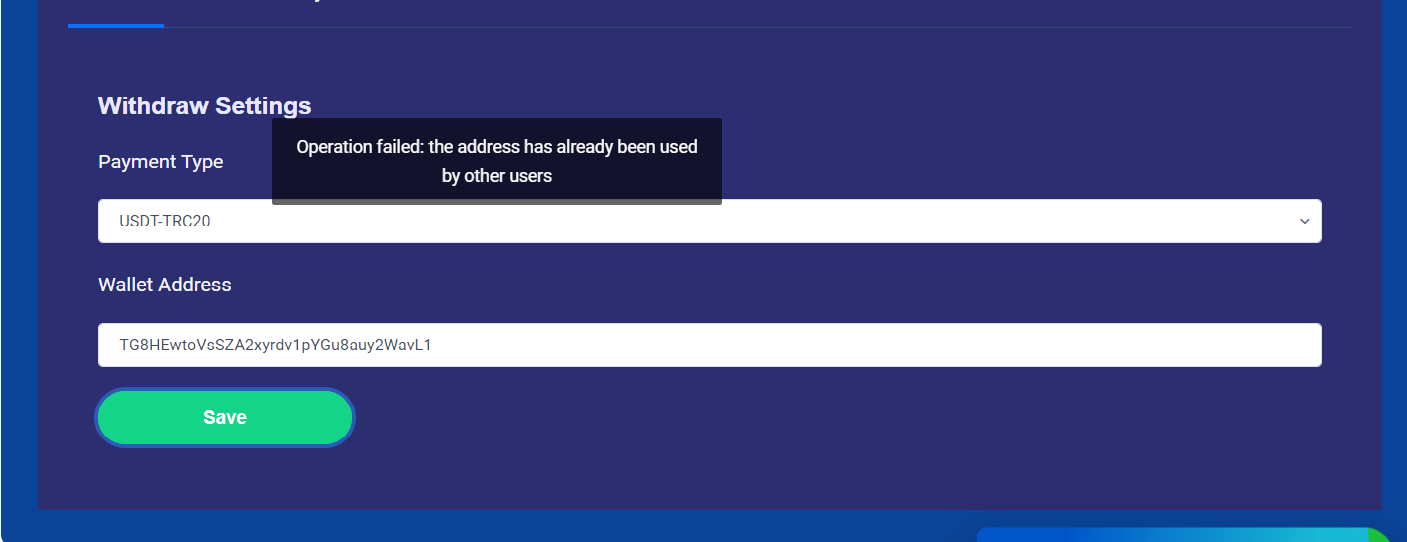 Withdraw Settings
Operation failed: the address has already been used
by other users
Payment Type
USDT-TRC20
Wallet Address
TG8HEwtoVsSZA2xyrdv1pYGu8auy2WavL1
Save